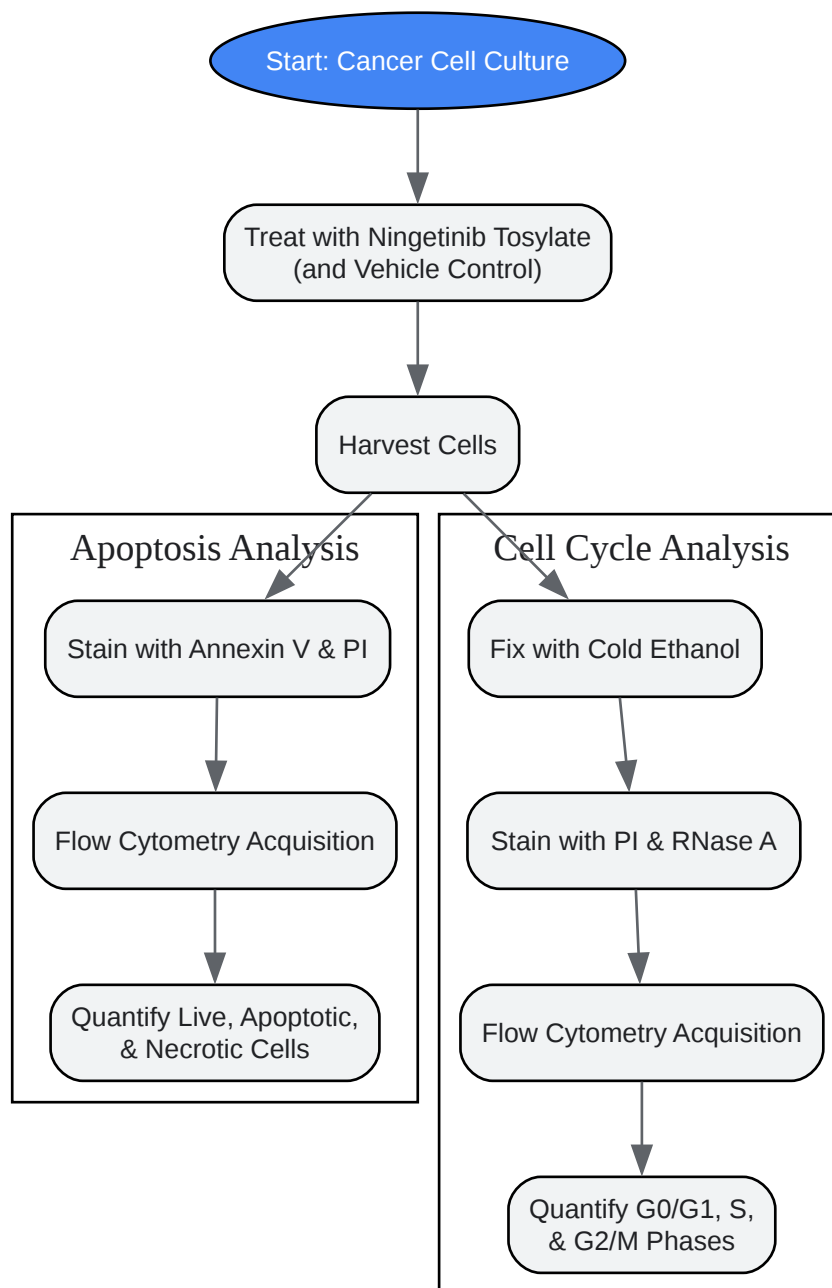 Start: Cancer Cell Culture
Treat with Ningetinib Tosylate
(and Vehicle Control)
Harvest Cells
Apoptosis Analysis
Stain with Annexin V & PI
Flow Cytometry Acquisition
Quantify Live, Apoptotic,
& Necrotic Cells
Cell Cycle Analysis
Fix with Cold Ethanol
Stain with PI & RNase A
Flow Cytometry Acquisition
Quantify G0/G1, S,
& G2/M Phases